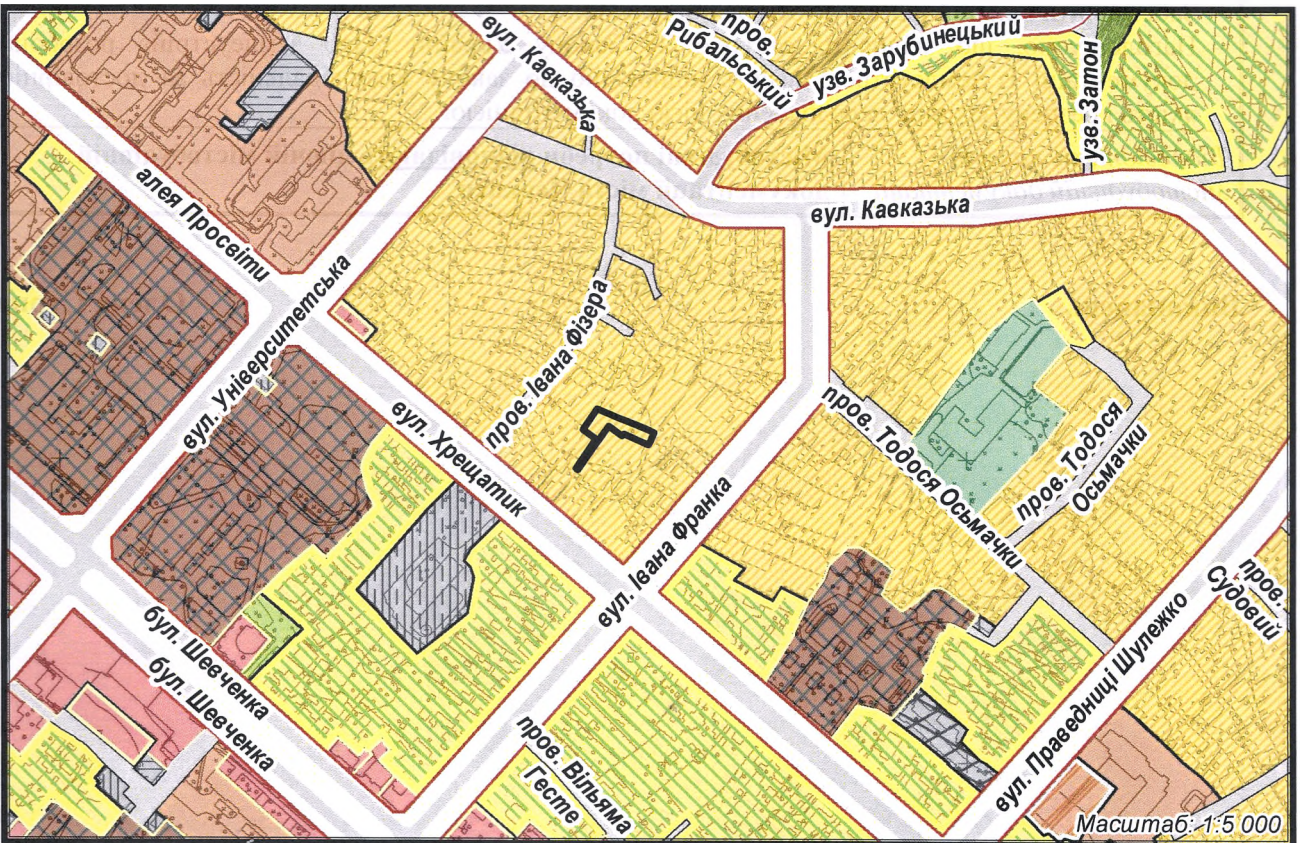 вул. Кавказька
пров.
Рибальський
узв. Зарубинецький
узв. Затон
алея Просвіти
вул. Університетська
вул. Кавказька
пров. Івана Фізера
вул. Хрещатик
пров. Тодося Осьмачки
пров. Тодося
Осьмачки
вул. Івана Франка
пров.
Судовий
бул. Шевченка
бул. Шевченка
вул. Праведниці Шулежко
пров. Вільяма
Гесте
Масштаб: 1:5 000